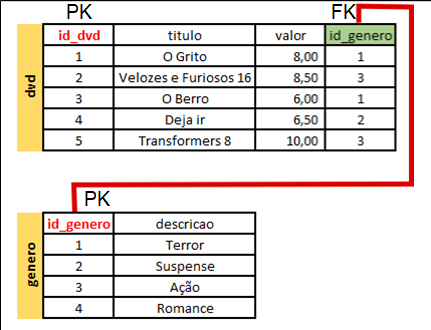 PK FK
id_dvd titulo valor id_genero
1 O Grito 8,00 1
2 Velozes e Furiosos 16 8,50 3
3 O Berro 6,00 1
4 Deja ir 6,50 2
5 Transformers 8 10,00 3
dvd
PK
id_genero descricao
1 Terror
2 Suspense
3 Ação
4 Romance
genero